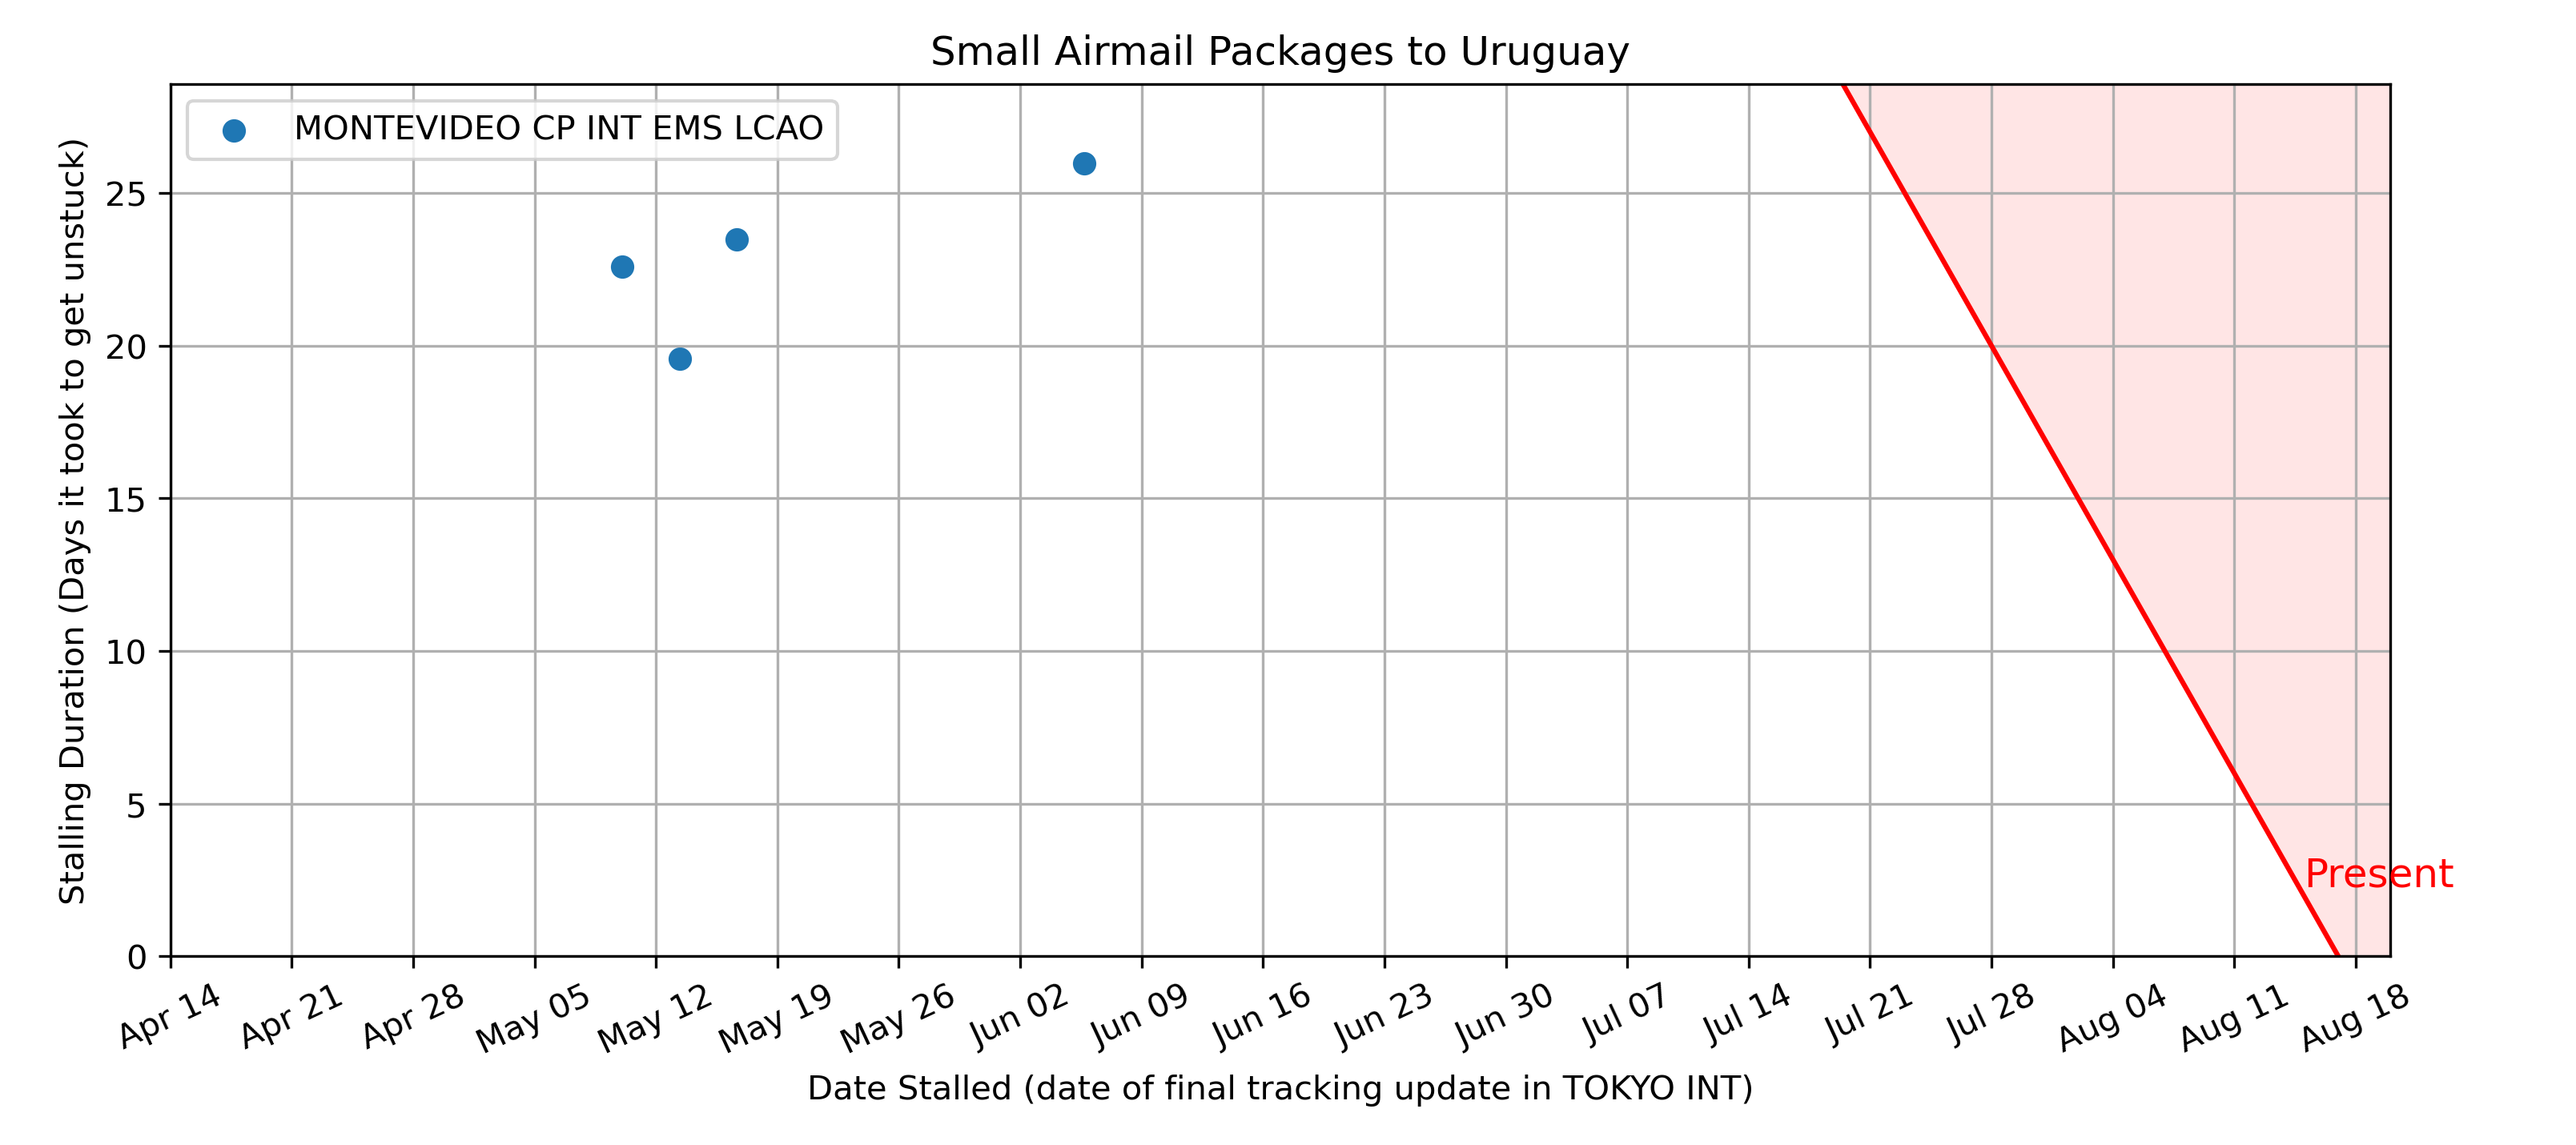 Small Airmail Packages to Uruguay
MONTEVIDEO CP INT EMS LCAO
Stalling Duration (Days it took to get unstuck)
25
20
15
10
5
0
Present
Apr 14 Apr 21 Apr 28 May 05 May 12 May 19 May 26 Jun 02 Jun 09 Jun 16 Jun 23 Jun 30 Jul 07 Jul 14 Jul 21 Jul 28 Aug 04 Aug 11 Aug 18
Date Stalled (date of final tracking update in TOKYO INT)